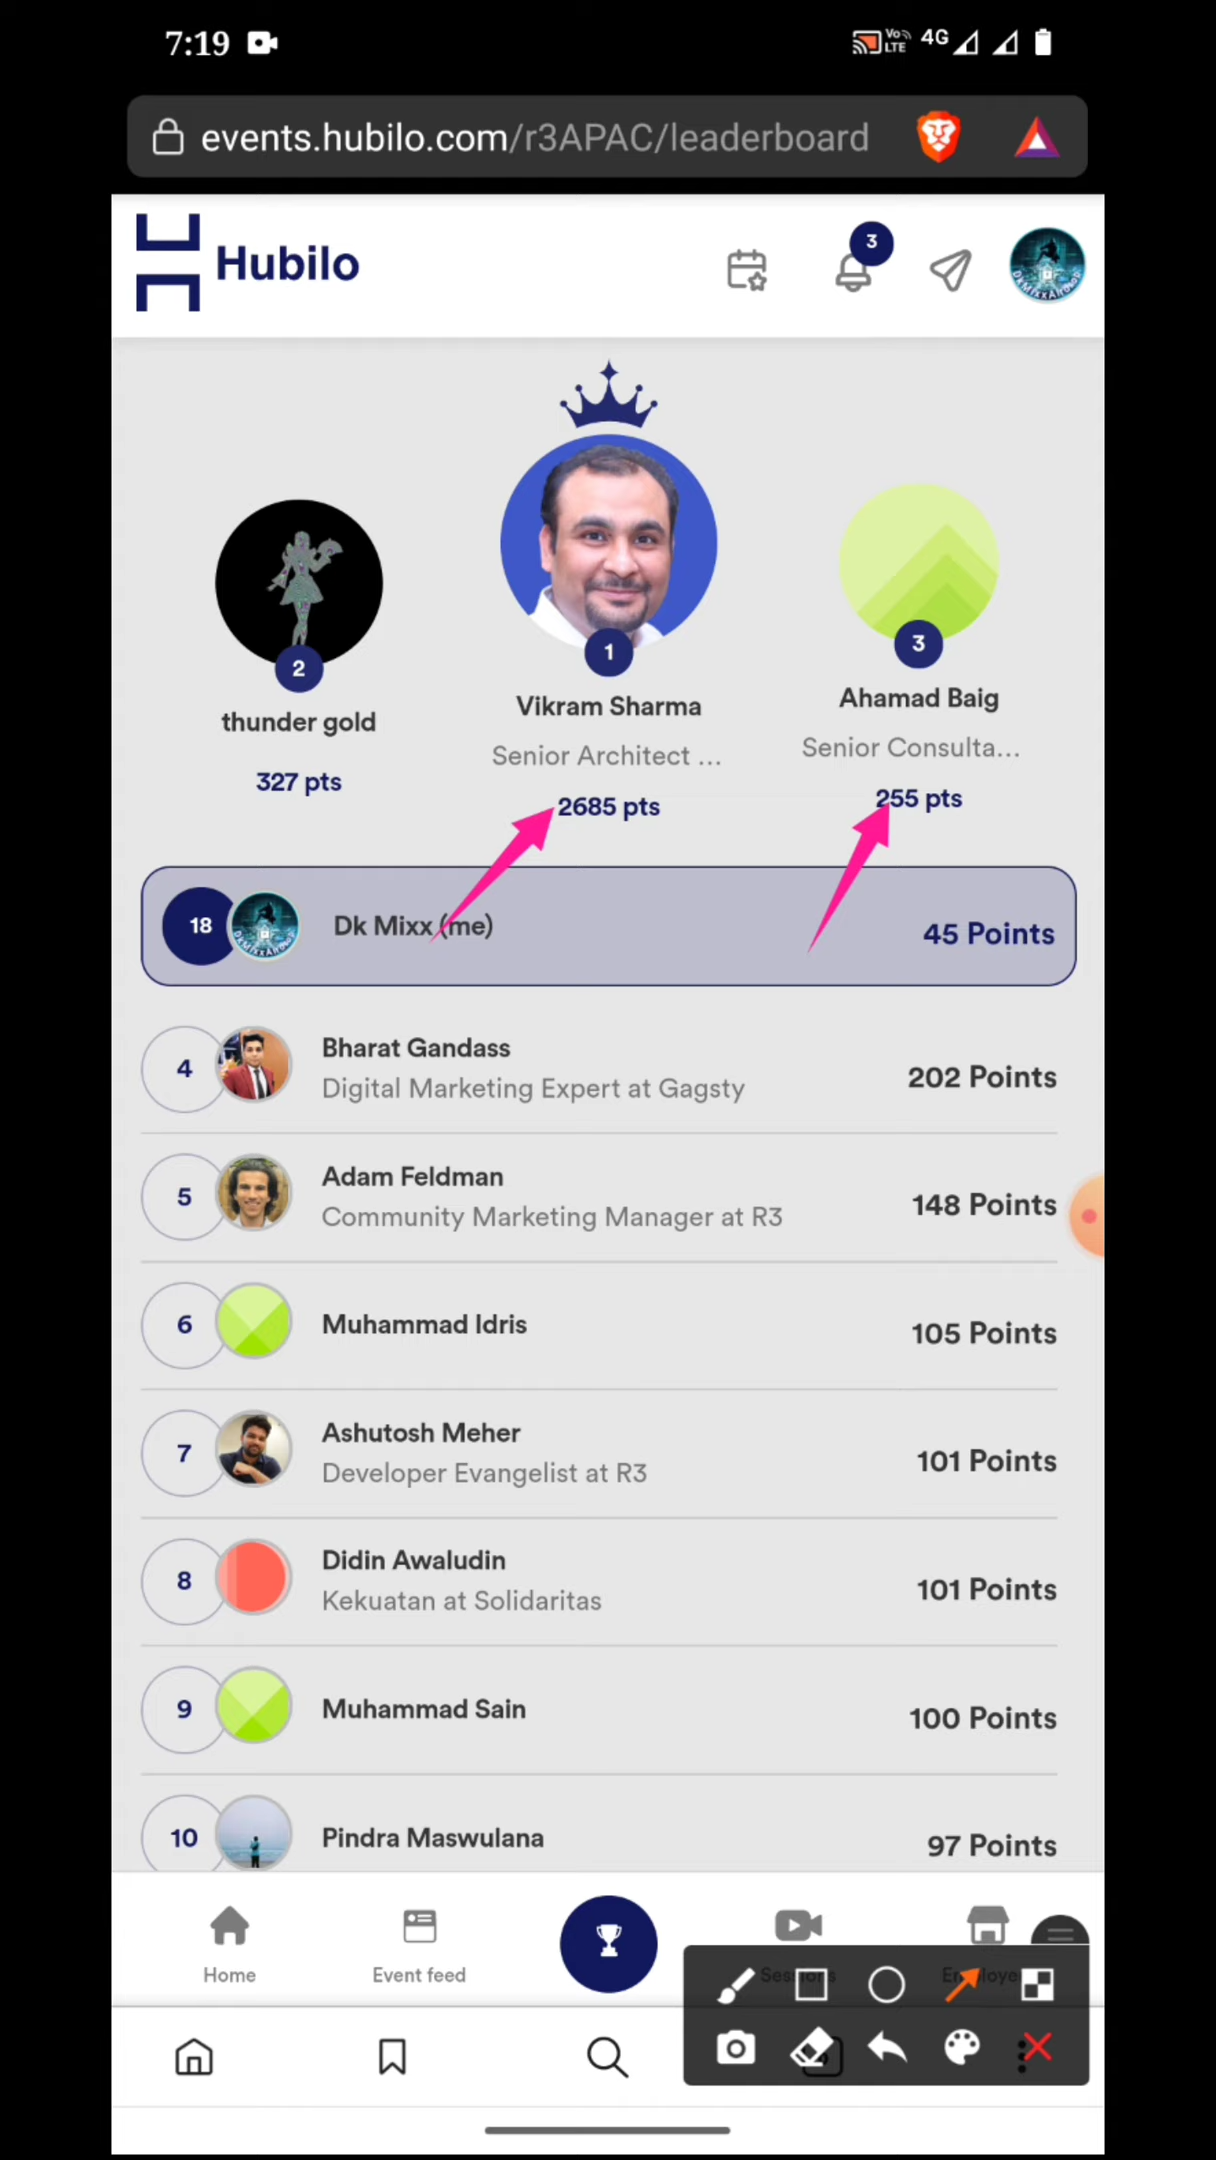 7:19
Vo LTE 4G
events.hubilo.com/r3APAC/leaderboard
Hubilo
3
2
thunder gold
327 pts
1
Vikram Sharma
Senior Architect ...
2685 pts
3
Ahamad Baig
Senior Consulta...
255 pts
18 Dk Mixx (me) 45 Points
4 Bharat Gandass 202 Points
Digital Marketing Expert at Gagsty
5 Adam Feldman 148 Points
Community Marketing Manager at R3
6 Muhammad Idris 105 Points
7 Ashutosh Meher 101 Points
Developer Evangelist at R3
8 Didin Awaludin 101 Points
Kekuatan at Solidaritas
9 Muhammad Sain 100 Points
10 Pindra Maswulana 97 Points
Home Event feed